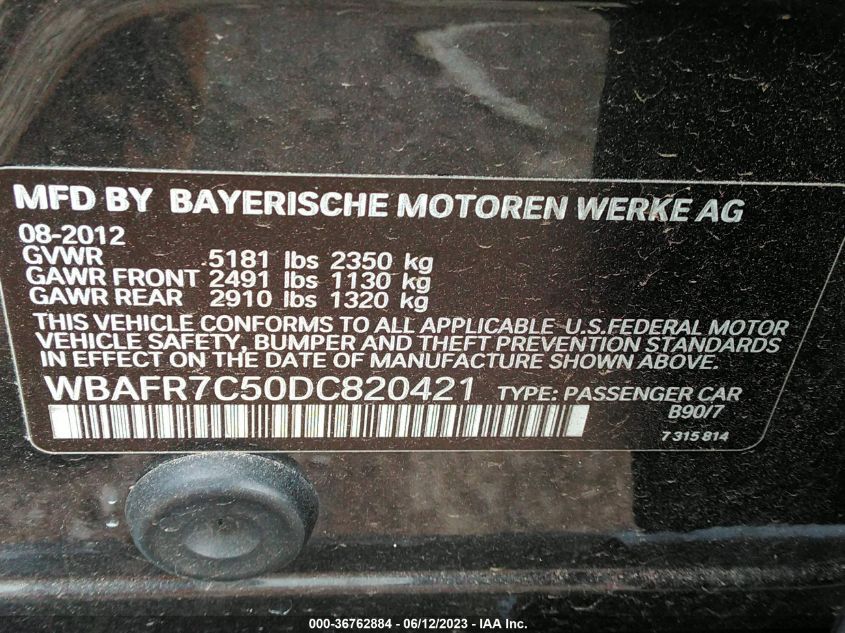 MFD BY BAYERISCHE MOTOREN WERKE AG
08-2012
GVWR 5181 lbs 2350 kg
GAWR FRONT 2491 lbs 1130 kg
GAWR REAR 2910 lbs 1320 kg
THIS VEHICLE CONFORMS TO ALL APPLICABLE U.S.FEDERAL MOTOR
VEHICLE SAFETY, BUMPER AND THEFT PREVENTION STANDARDS
IN EFFECT ON THE DATE OF MANUFACTURE SHOWN ABOVE.
WBAFR7C50DC820421 TYPE: PASSENGER CAR
B90/7
7 315 814
000-36762884 - 06/12/2023 - IAA Inc.